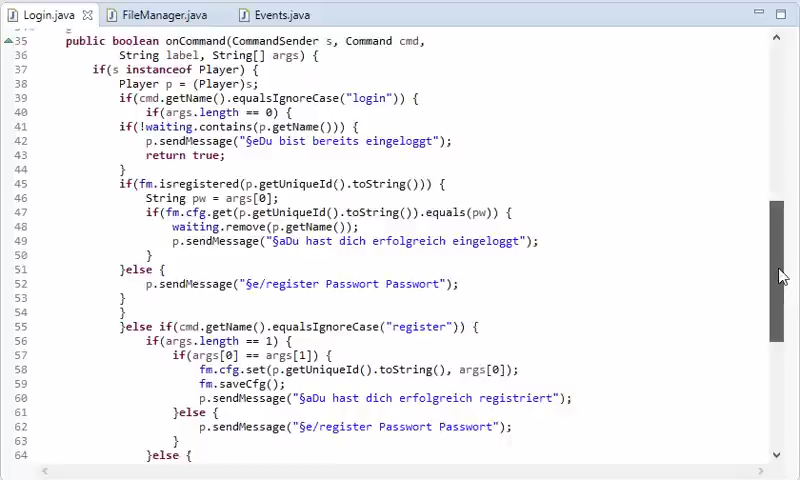 Login.java
FileManager.java
Events.java
35 public boolean onCommand(CommandSender s, Command cmd,
36 String label, String[] args) {
37 if(s instanceof Player) {
38 Player p = (Player)s;
39 if(cmd.getName().equalsIgnoreCase("login")) {
40 if(args.length == 0) {
41 if(!waiting.contains(p.getName())) {
42 p.sendMessage("§eDu bist bereits eingeloggt");
43 return true;
44 }
45 if(fm.isregistered(p.getUniqueId().toString())) {
46 String pw = args[0];
47 if(fm.cfg.get(p.getUniqueId().toString()).equals(pw)) {
48 waiting.remove(p.getName());
49 p.sendMessage("§aDu hast dich erfolgreich eingeloggt");
50 }
51 }else {
52 p.sendMessage("§e/register Passwort Passwort");
53 }
54 }
55 }else if(cmd.getName().equalsIgnoreCase("register")) {
56 if(args.length == 1) {
57 if(args[0] == args[1]) {
58 fm.cfg.set(p.getUniqueId().toString(), args[0]);
59 fm.saveCfg();
60 p.sendMessage("§aDu hast dich erfolgreich registriert");
61 }else {
62 p.sendMessage("§e/register Passwort Passwort");
63 }
64 }else {